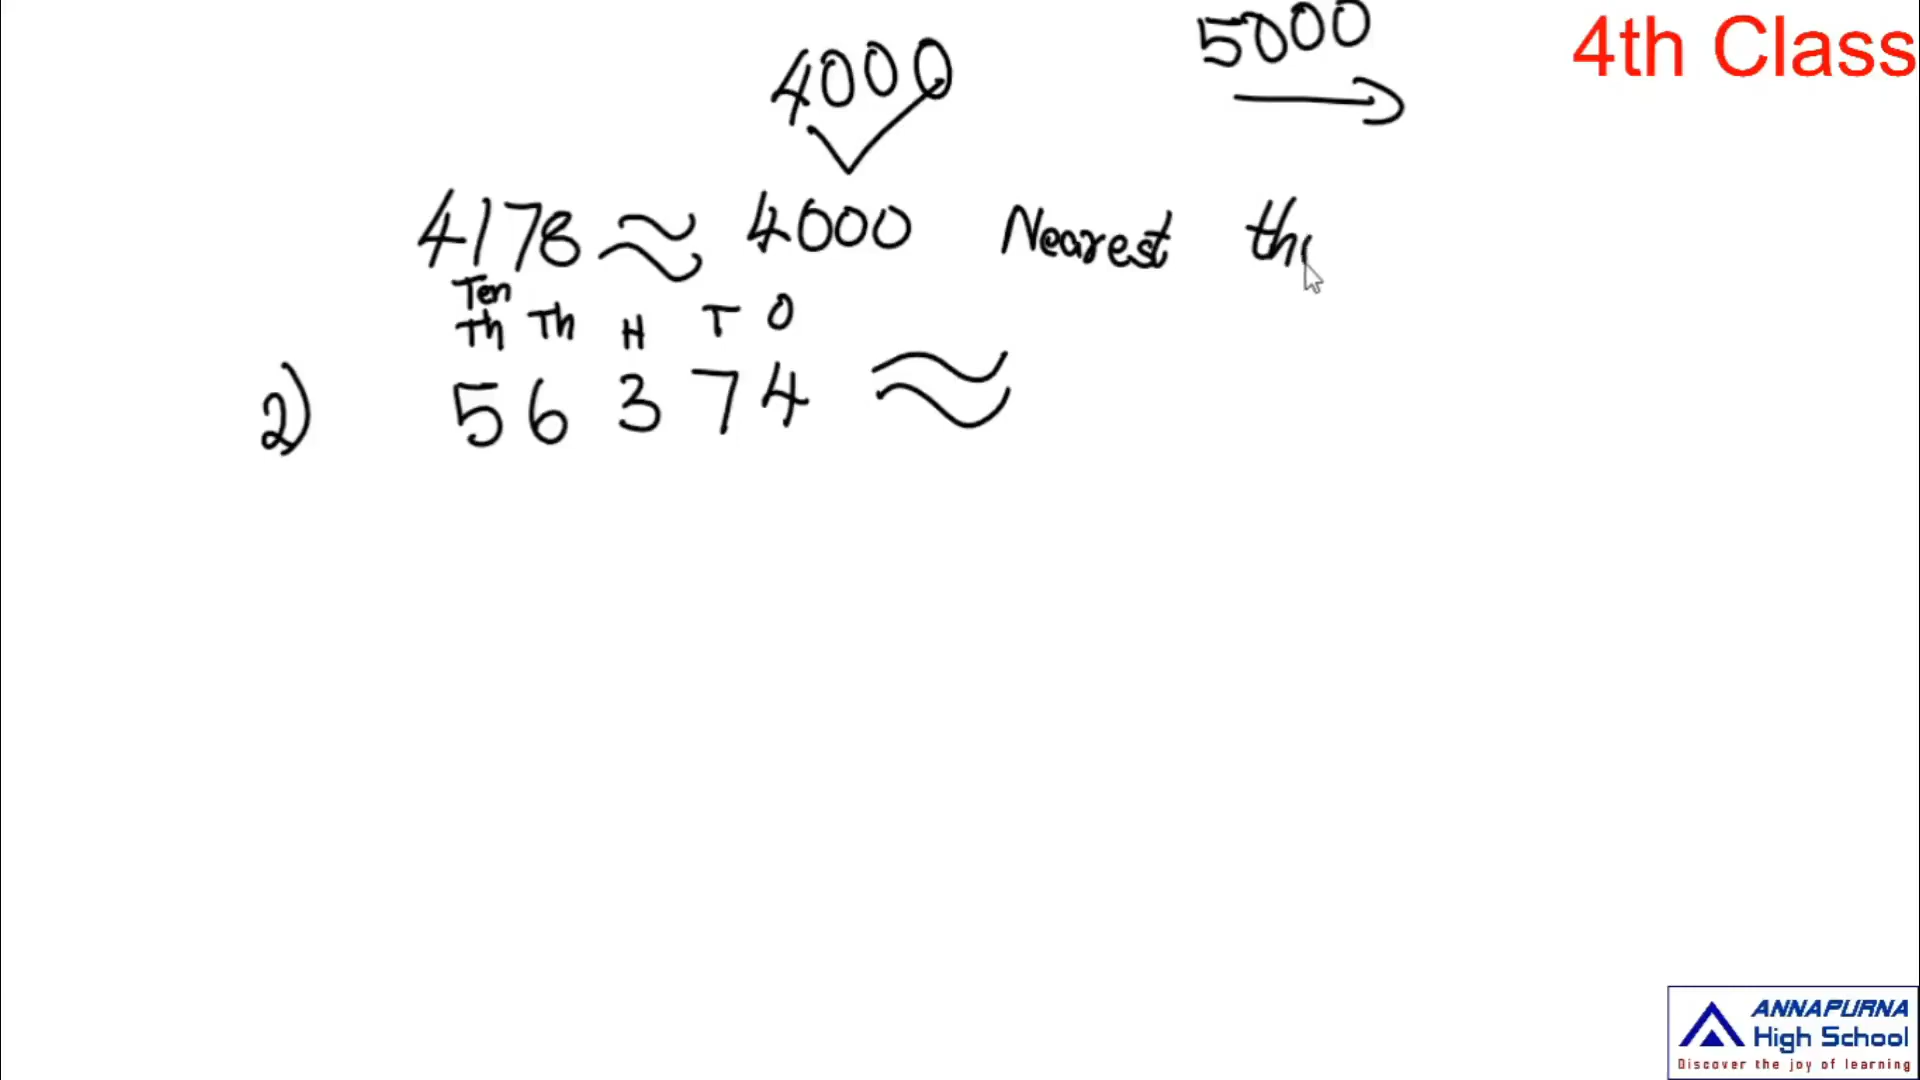 4000 5000 4th Class
4178 ≈ 4000 Nearest
Ten
Th Th H T O
2) 5 6 3 7 4 ≈
ANNAPURNA
High School
Discover the joy of learning